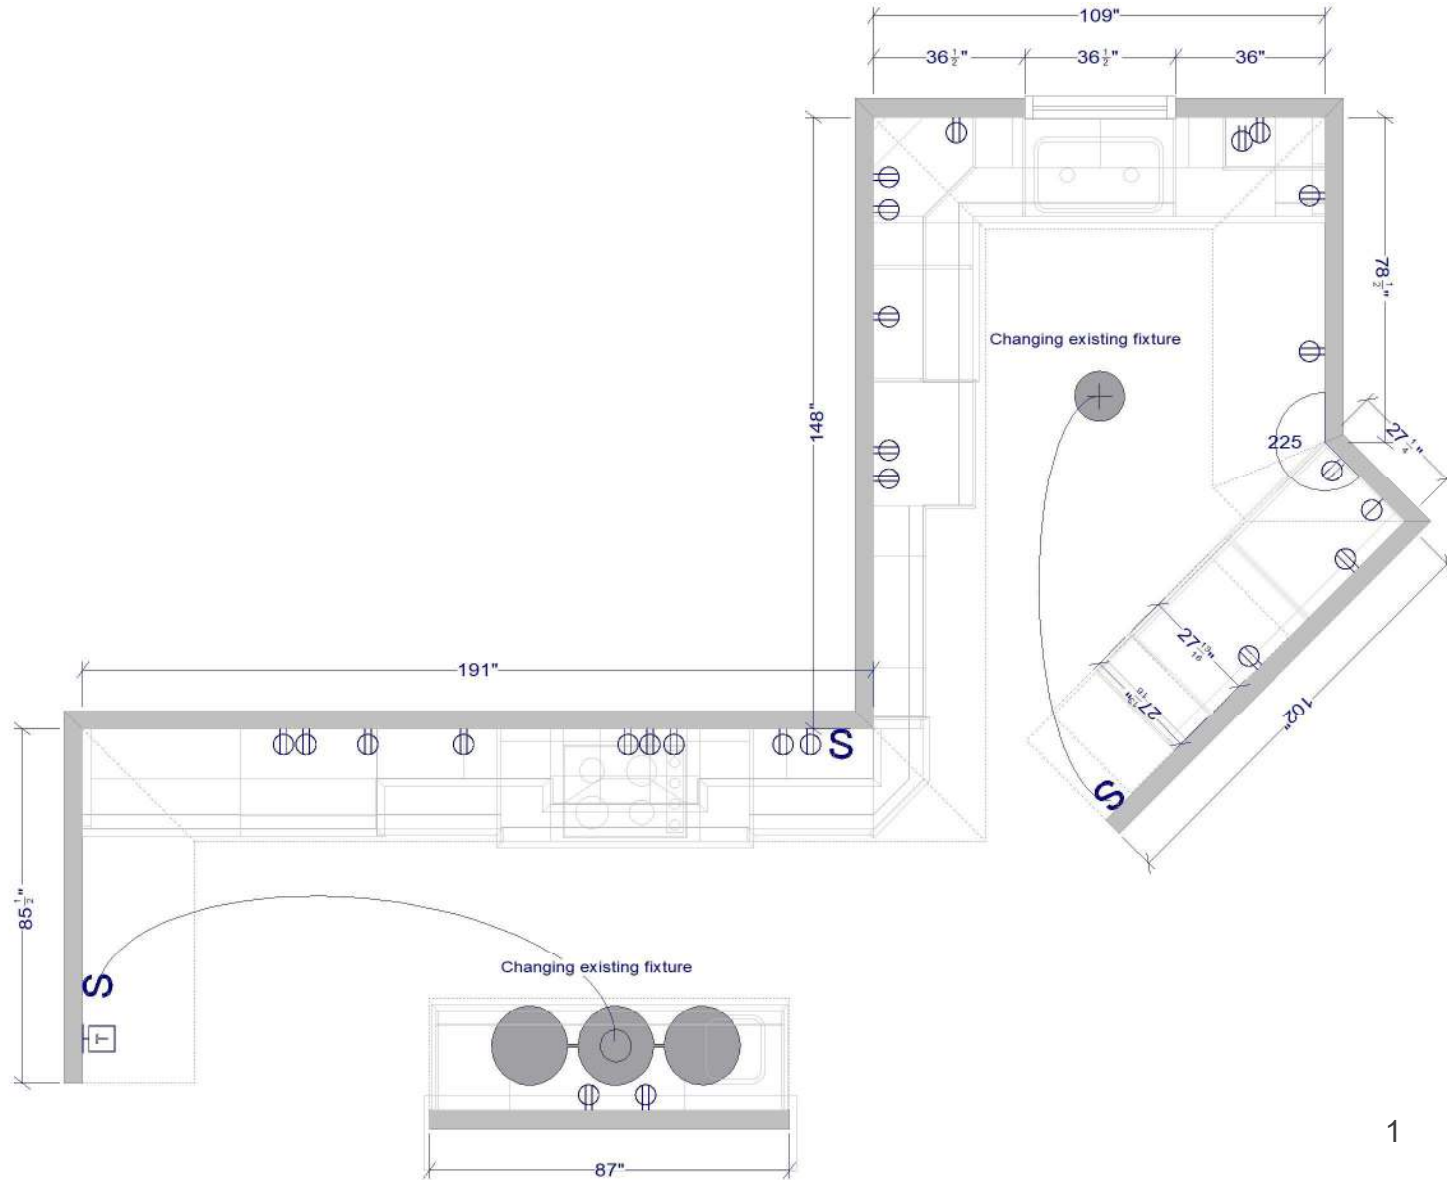 109"
36 1/2"
36 1/2"
36"
78 1/2"
Changing existing fixture
148"
225
27 1/4"
27 13/16"
27 13/16"
102"
191"
S
S
85 1/2"
Changing existing fixture
S
T
1
87"